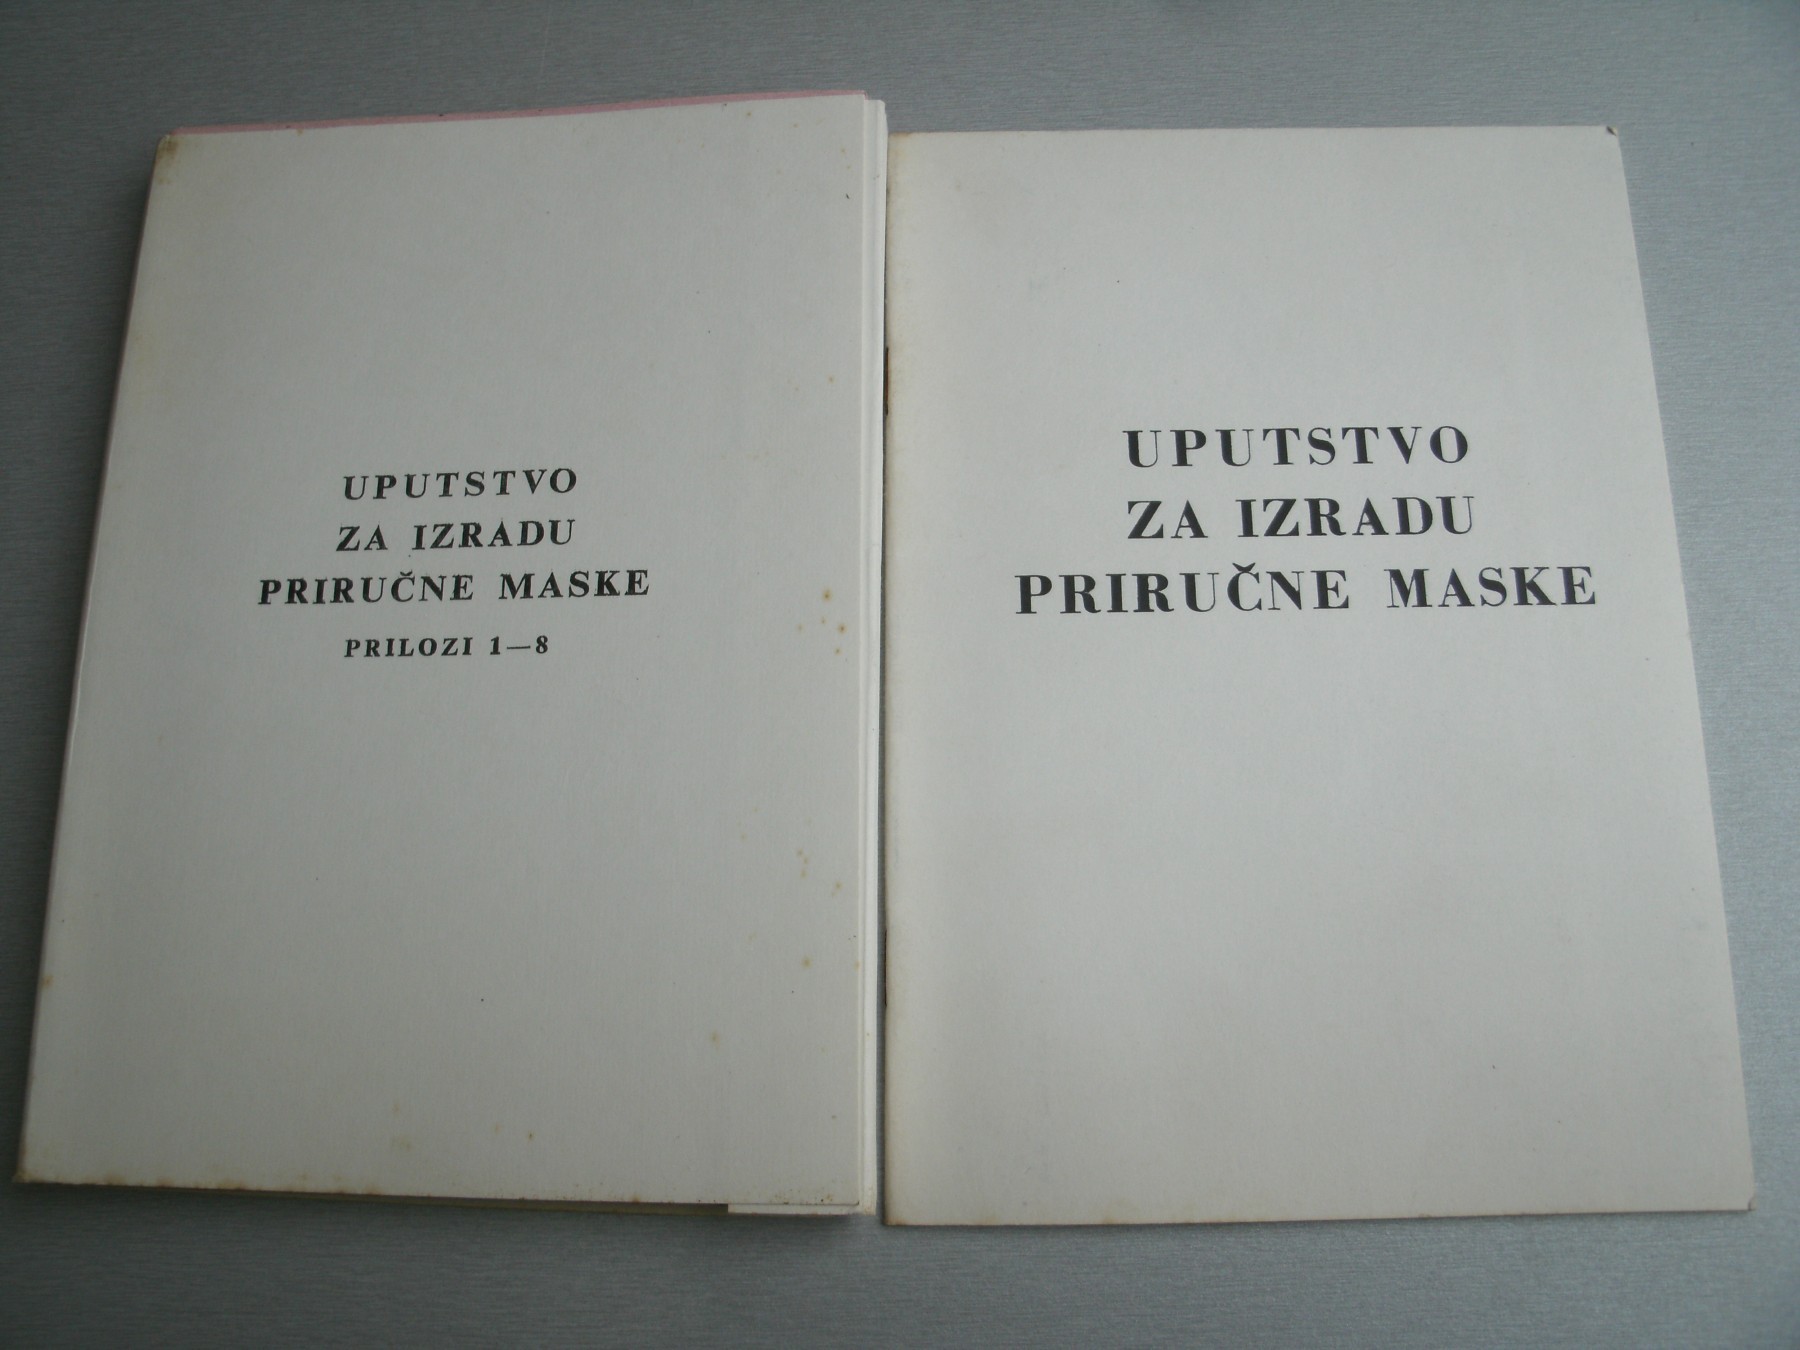 UPUTSTVO
ZA IZRADU
PRIRUČNE MASKE
PRILOZI 1—8
UPUTSTVO
ZA IZRADU
PRIRUČNE MASKE